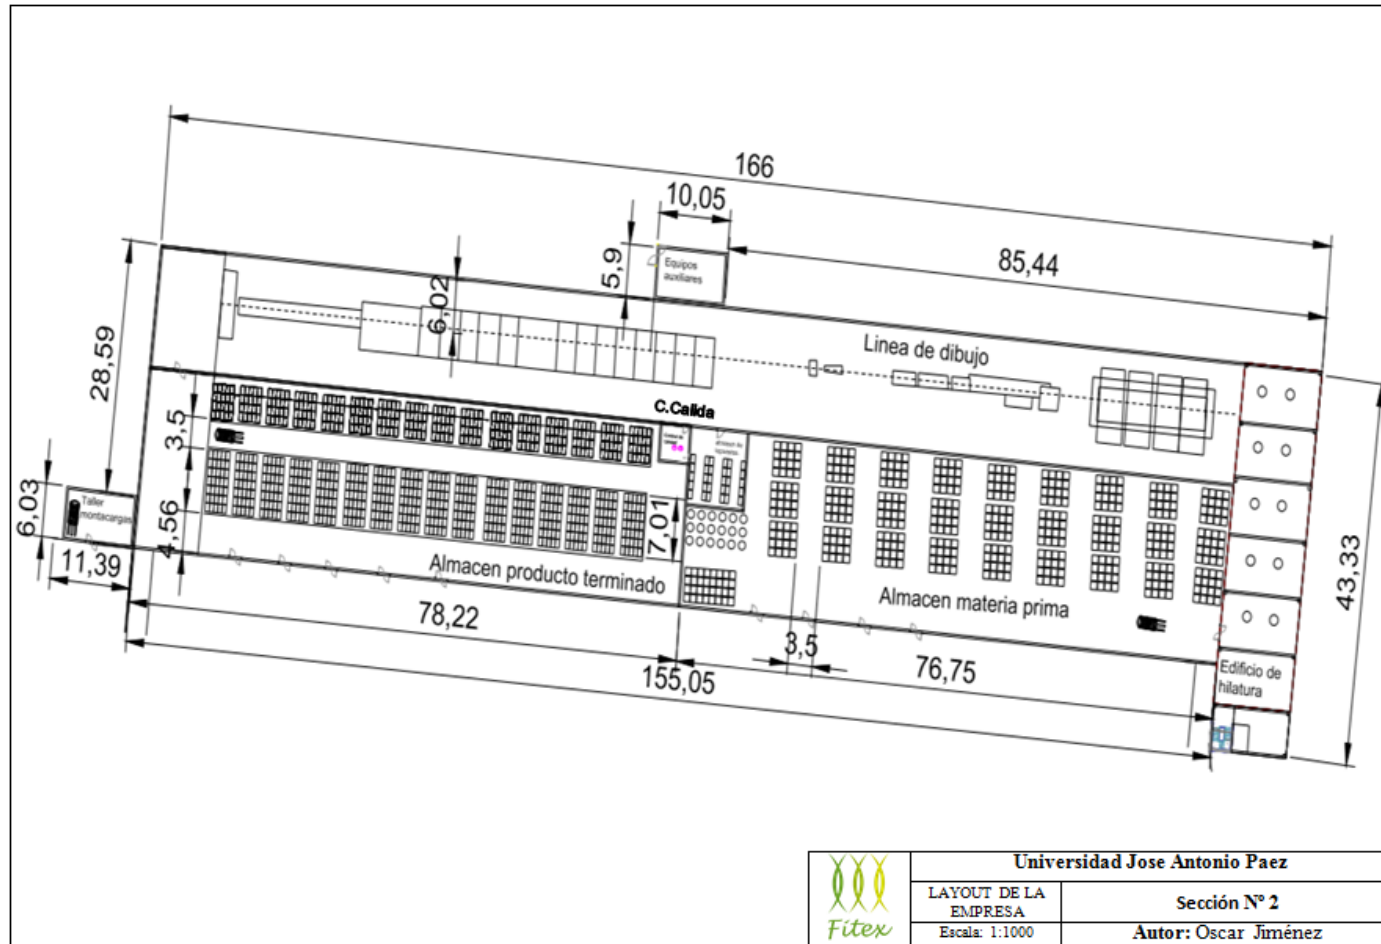 166
10,05
85,44
5,9
Equipos
auxiliares
6,02
28,59
Linea de dibujo
C.Calida
3,5
Taller
montacargas
6,03
4,56
7,01
11,39
Almacen producto terminado
Almacen materia prima
78,22
3,5
76,75
155,05
43,33
Edificio de
hilatura
Fitex
Universidad Jose Antonio Paez
LAYOUT DE LA
EMPRESA
Sección Nº 2
Escala: 1:1000
Autor: Oscar Jiménez